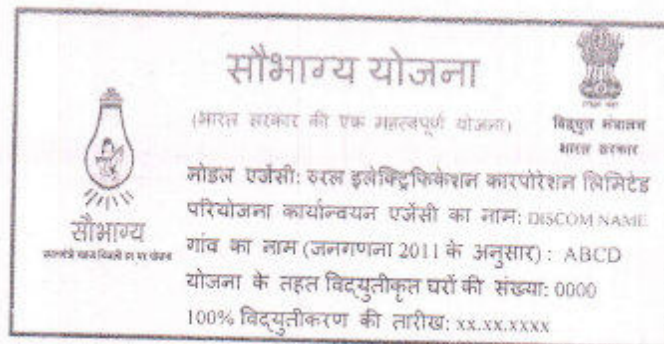 सौभाग्य योजना
(भारत सरकार की एक महत्वपूर्ण योजना)
विद्युत मंत्रालय
भारत सरकार
नोडल एजेंसी: रुरल इलेक्ट्रिफिकेशन कारपोरेशन लिमिटेड
परियोजना कार्यान्वयन एजेंसी का नाम: DISCOM NAME
गांव का नाम (जनगणना 2011 के अनुसार) : ABCD
योजना के तहत विद्युतीकृत घरों की संख्या: 0000
100% विद्युतीकरण की तारीख: xx.xx.xxxx
सौभाग्य